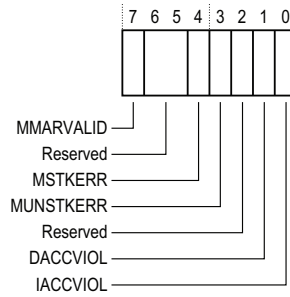 7 6 5 4 3 2 1 0
MMARVALID
Reserved
MSTKERR
MUNSTKERR
Reserved
DACCVIOL
IACCVIOL